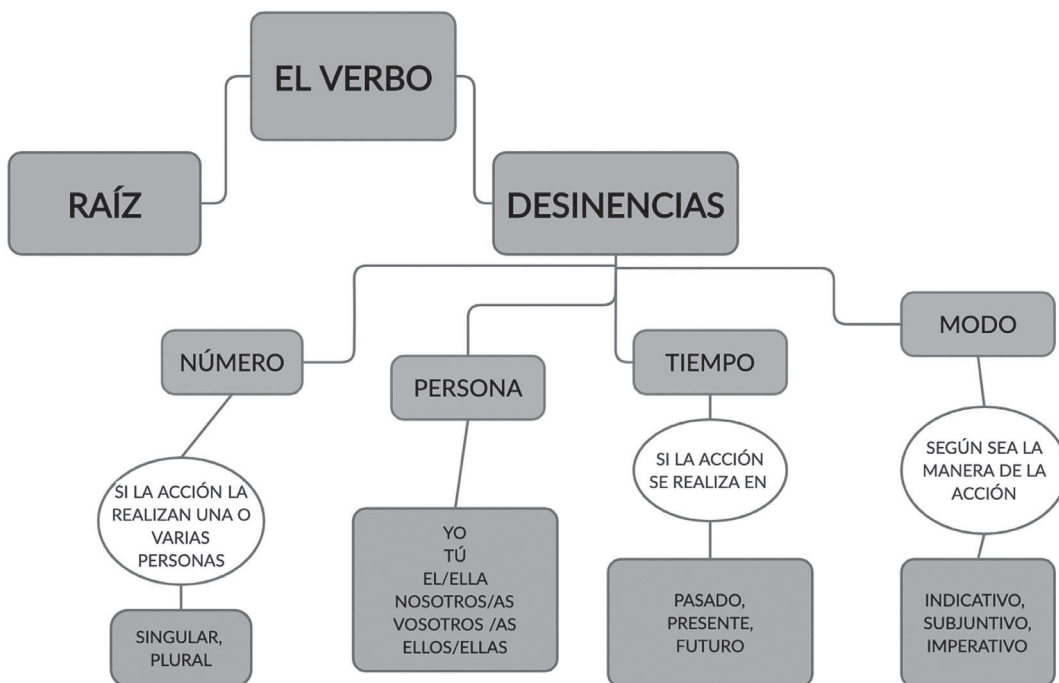 EL VERBO
RAÍZ
DESINENCIAS
NÚMERO
PERSONA
TIEMPO
MODO
SI LA ACCIÓN LA
REALIZAN UNA O
VARIAS
PERSONAS
SI LA ACCIÓN
SE REALIZA EN
SEGÚN SEA LA
MANERA DE LA
ACCIÓN
SINGULAR,
PLURAL
YO
TÚ
EL/ELLA
NOSOTROS/AS
VOSOTROS /AS
ELLOS/ELLAS
PASADO,
PRESENTE,
FUTURO
INDICATIVO,
SUBJUNTIVO,
IMPERATIVO